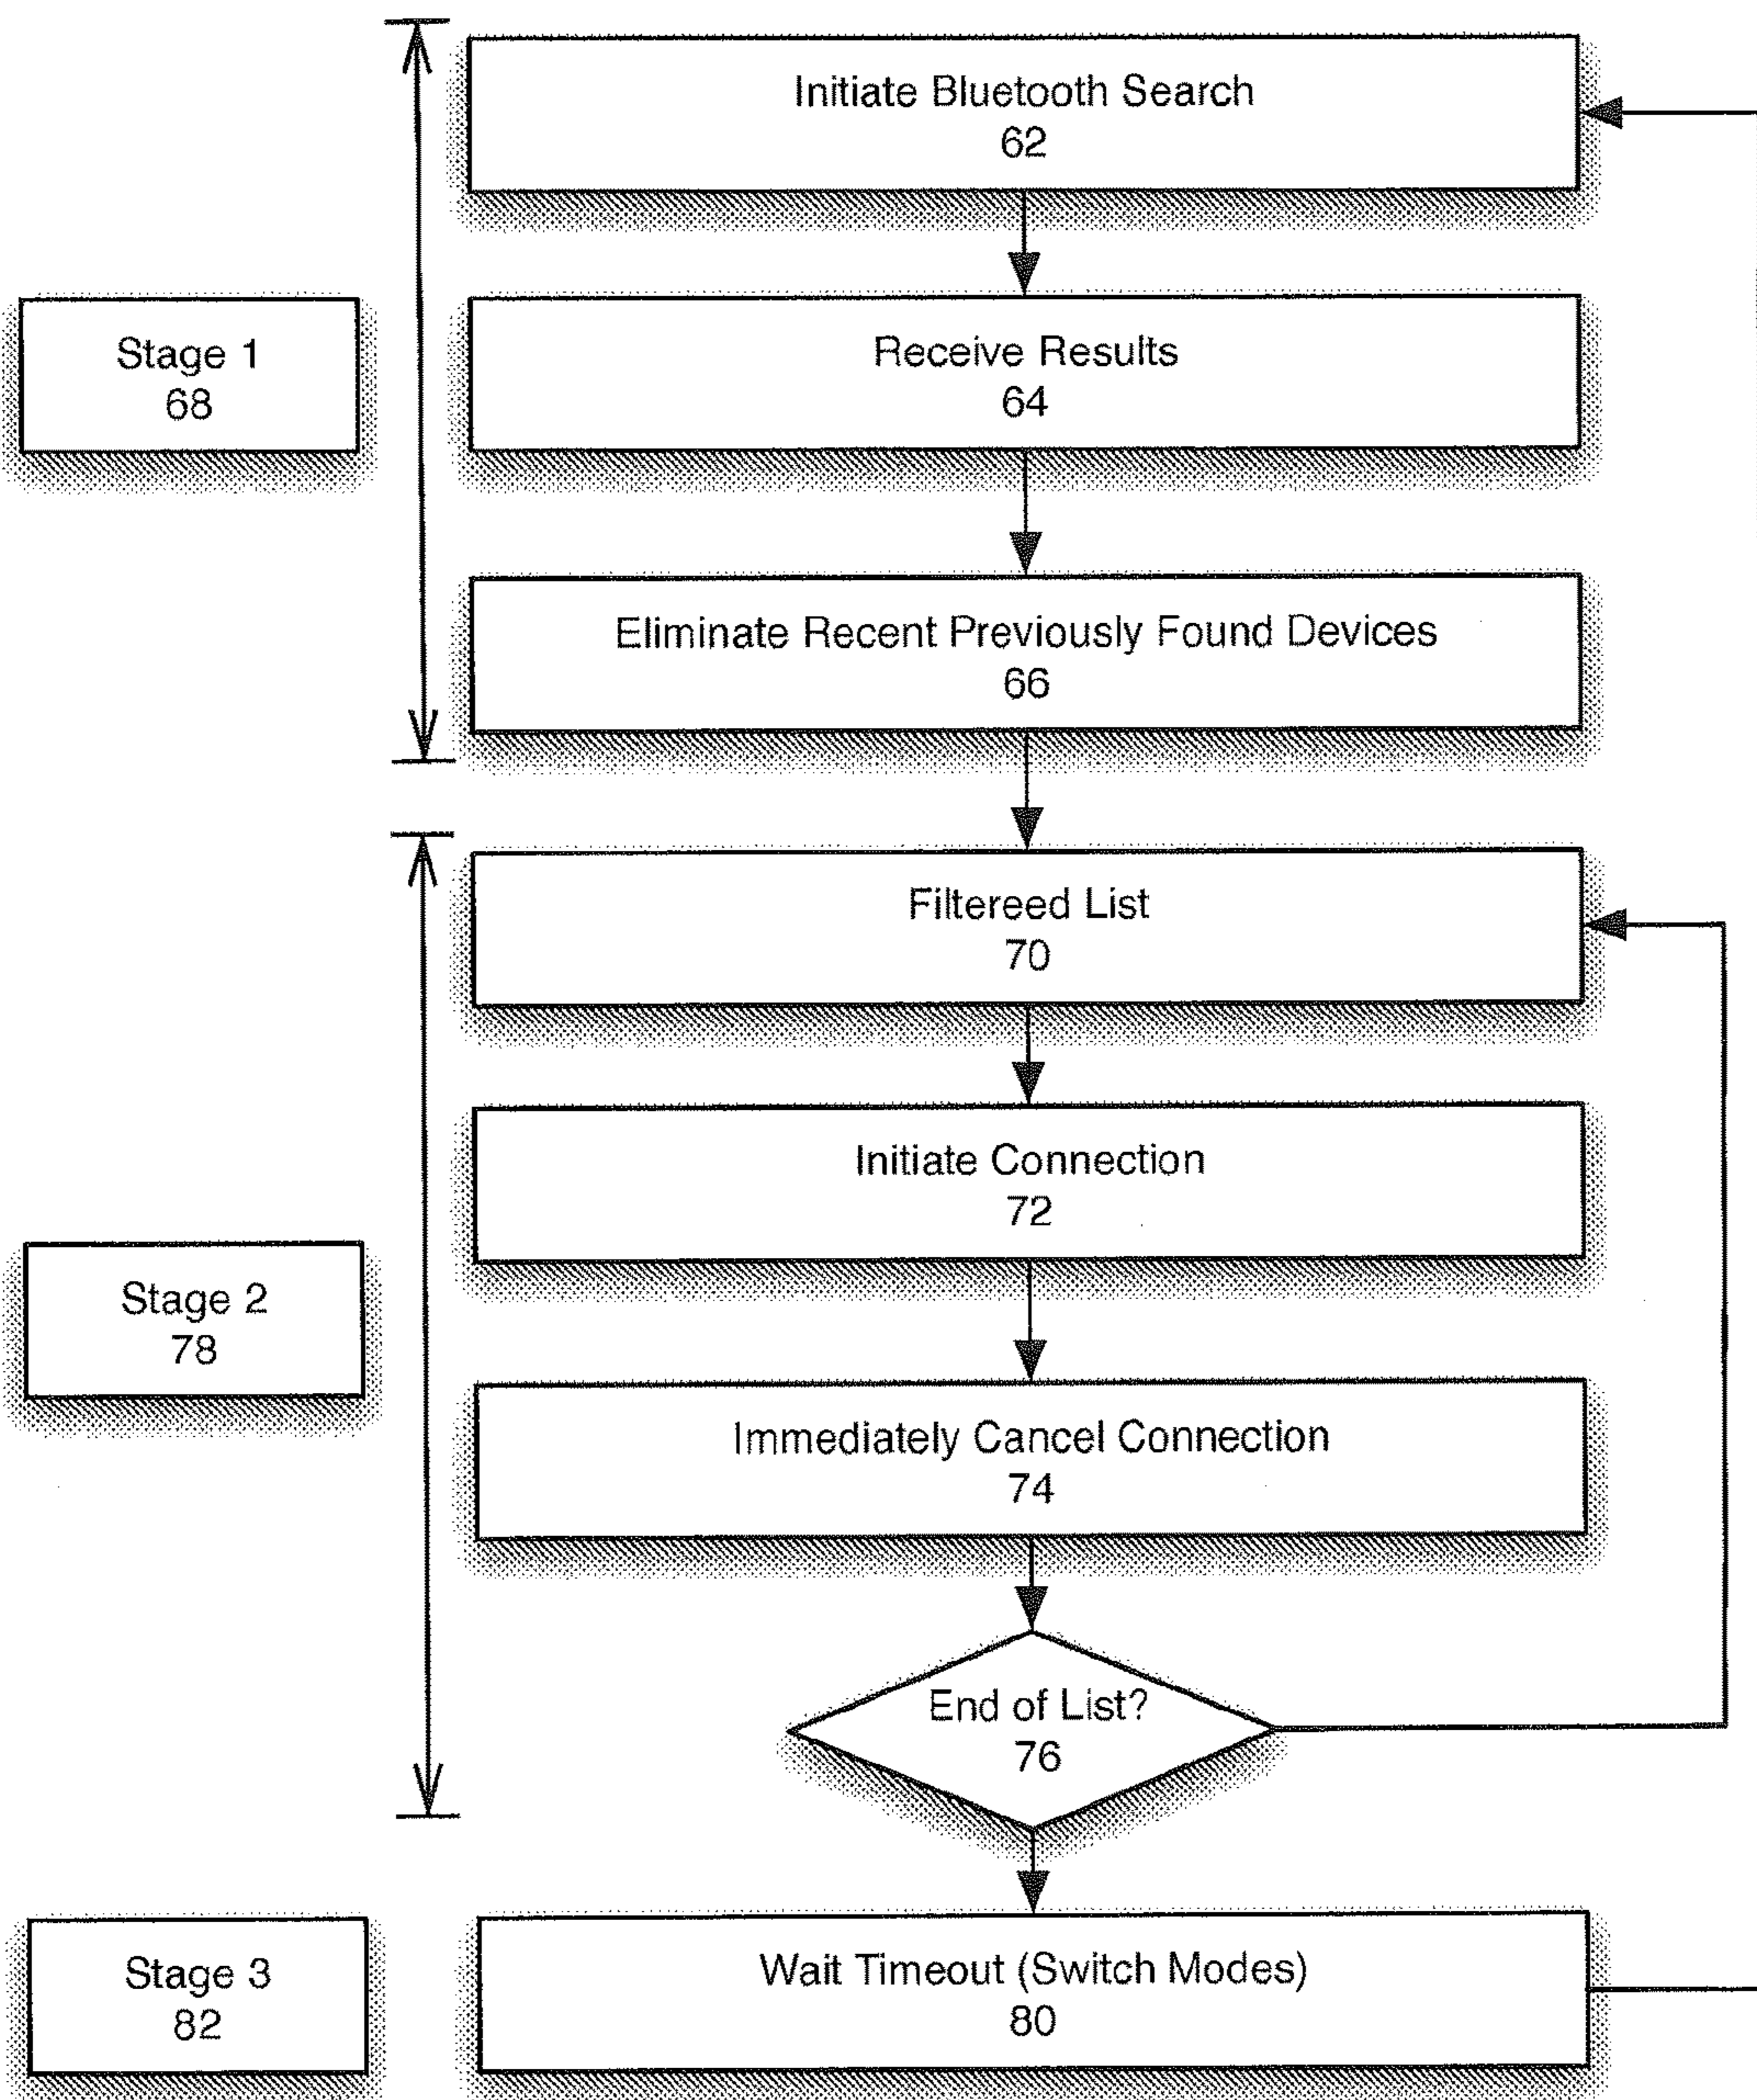 Initiate Bluetooth Search
62
Stage 1
68
Receive Results
64
Eliminate Recent Previously Found Devices
66
Filtereed List
70
Initiate Connection
72
Stage 2
78
Immediately Cancel Connection
74
End of List?
76
Stage 3
82
Wait Timeout (Switch Modes)
80